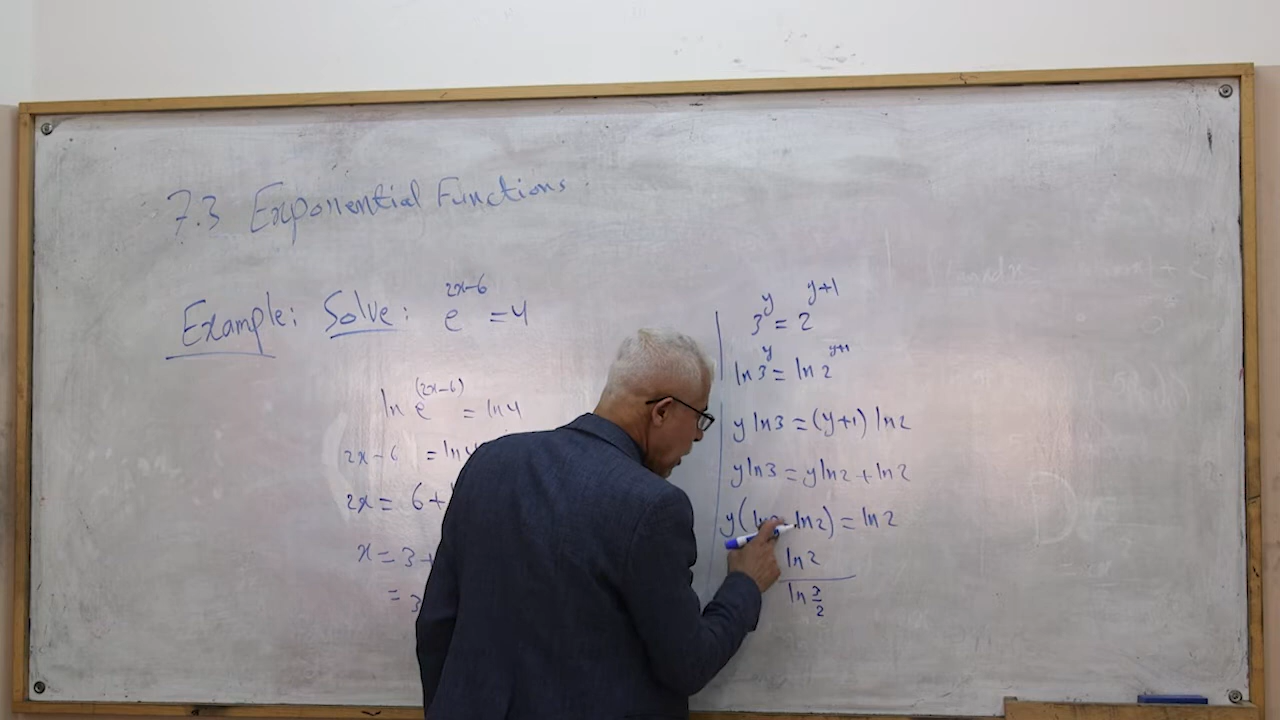 7.3 Exponential Functions
Example: Solve: e^{2x-6} = 4
ln e^{(2x-6)} = ln 4
2x-6 = ln 4
2x = 6 +
x = 3 +
= 3
3^y = 2^{y+1}
ln 3^y = ln 2^{y+1}
y ln 3 = (y+1) ln 2
y ln 3 = y ln 2 + ln 2
y (ln ln 2) = ln 2
ln 2
ln 3/2